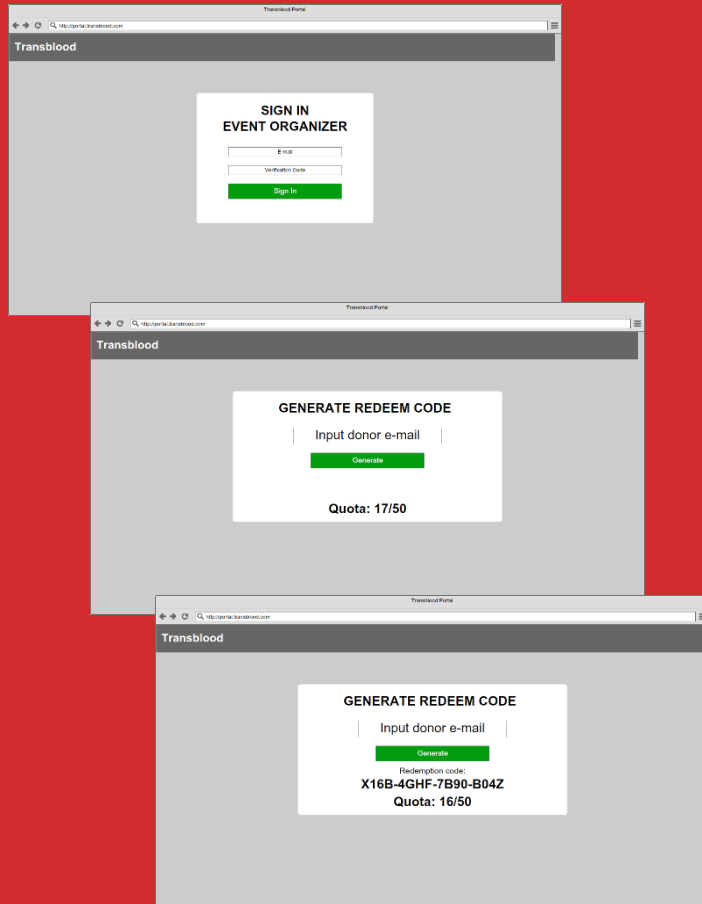 Transblood Portal
http://portal.transblood.com
Transblood
SIGN IN
EVENT ORGANIZER
E-mail
Verification Code
Sign In
Transblood Portal
http://portal.transblood.com
Transblood
GENERATE REDEEM CODE
Input donor e-mail
Generate
Quota: 17/50
Transblood Portal
http://portal.transblood.com
Transblood
GENERATE REDEEM CODE
Input donor e-mail
Generate
Redemption code:
X16B-4GHF-7B90-B04Z
Quota: 16/50